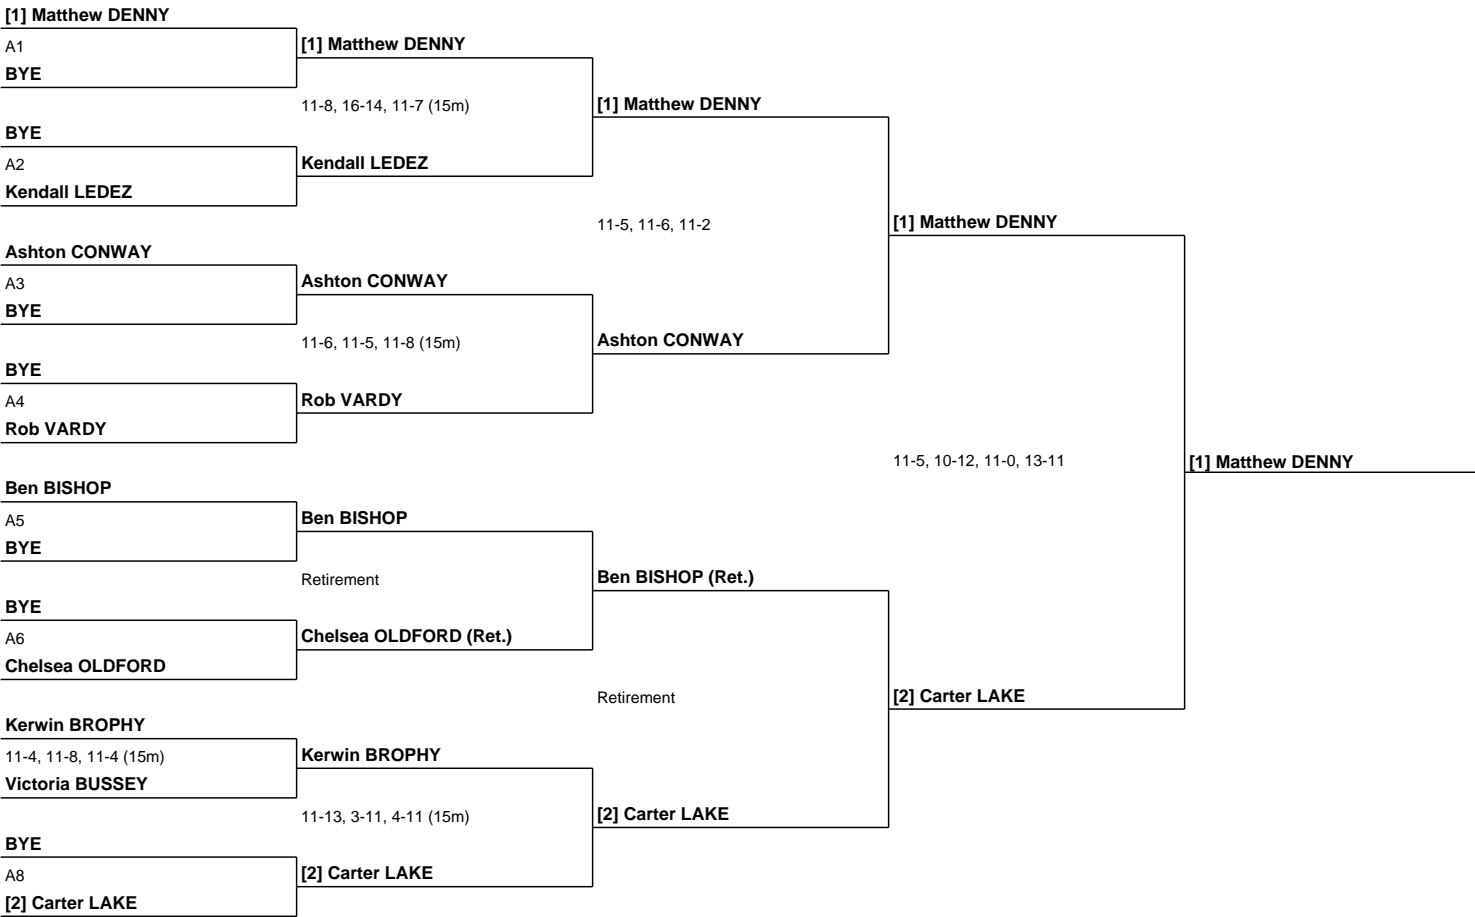 [1] Matthew DENNY
A1
BYE
BYE
A2
Kendall LEDEZ
Ashton CONWAY
A3
BYE
BYE
A4
Rob VARDY
Ben BISHOP
A5
BYE
BYE
A6
Chelsea OLDFORD
Kerwin BROPHY
11-4, 11-8, 11-4 (15m)
Victoria BUSSEY
BYE
A8
[2] Carter LAKE
[1] Matthew DENNY
11-8, 16-14, 11-7 (15m)
Kendall LEDEZ
Ashton CONWAY
11-6, 11-5, 11-8 (15m)
Rob VARDY
Ben BISHOP
Retirement
Chelsea OLDFORD (Ret.)
Kerwin BROPHY
11-13, 3-11, 4-11 (15m)
[2] Carter LAKE
[1] Matthew DENNY
11-5, 11-6, 11-2
Ashton CONWAY
Ben BISHOP (Ret.)
Retirement
[2] Carter LAKE
[1] Matthew DENNY
11-5, 10-12, 11-0, 13-11
[2] Carter LAKE
[1] Matthew DENNY